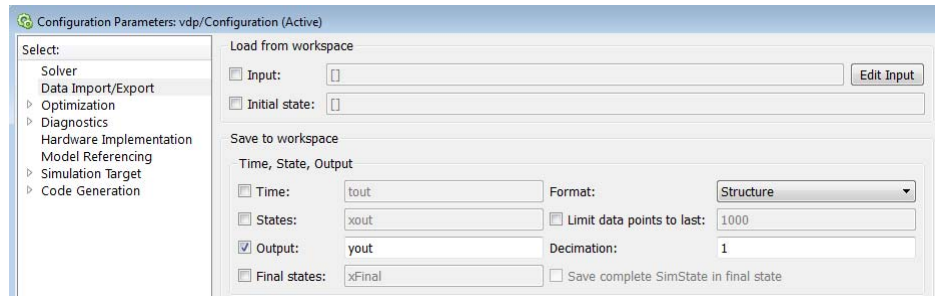 Configuration Parameters: vdp/Configuration (Active)
Select:
Solver
Data Import/Export
Optimization
Diagnostics
Hardware Implementation
Model Referencing
Simulation Target
Code Generation
Load from workspace
Input: [] Edit Input
Initial state: []
Save to workspace
Time, State, Output
Time: tout Format: Structure
States: xout Limit data points to last: 1000
Output: yout Decimation: 1
Final states: xFinal Save complete SimState in final state